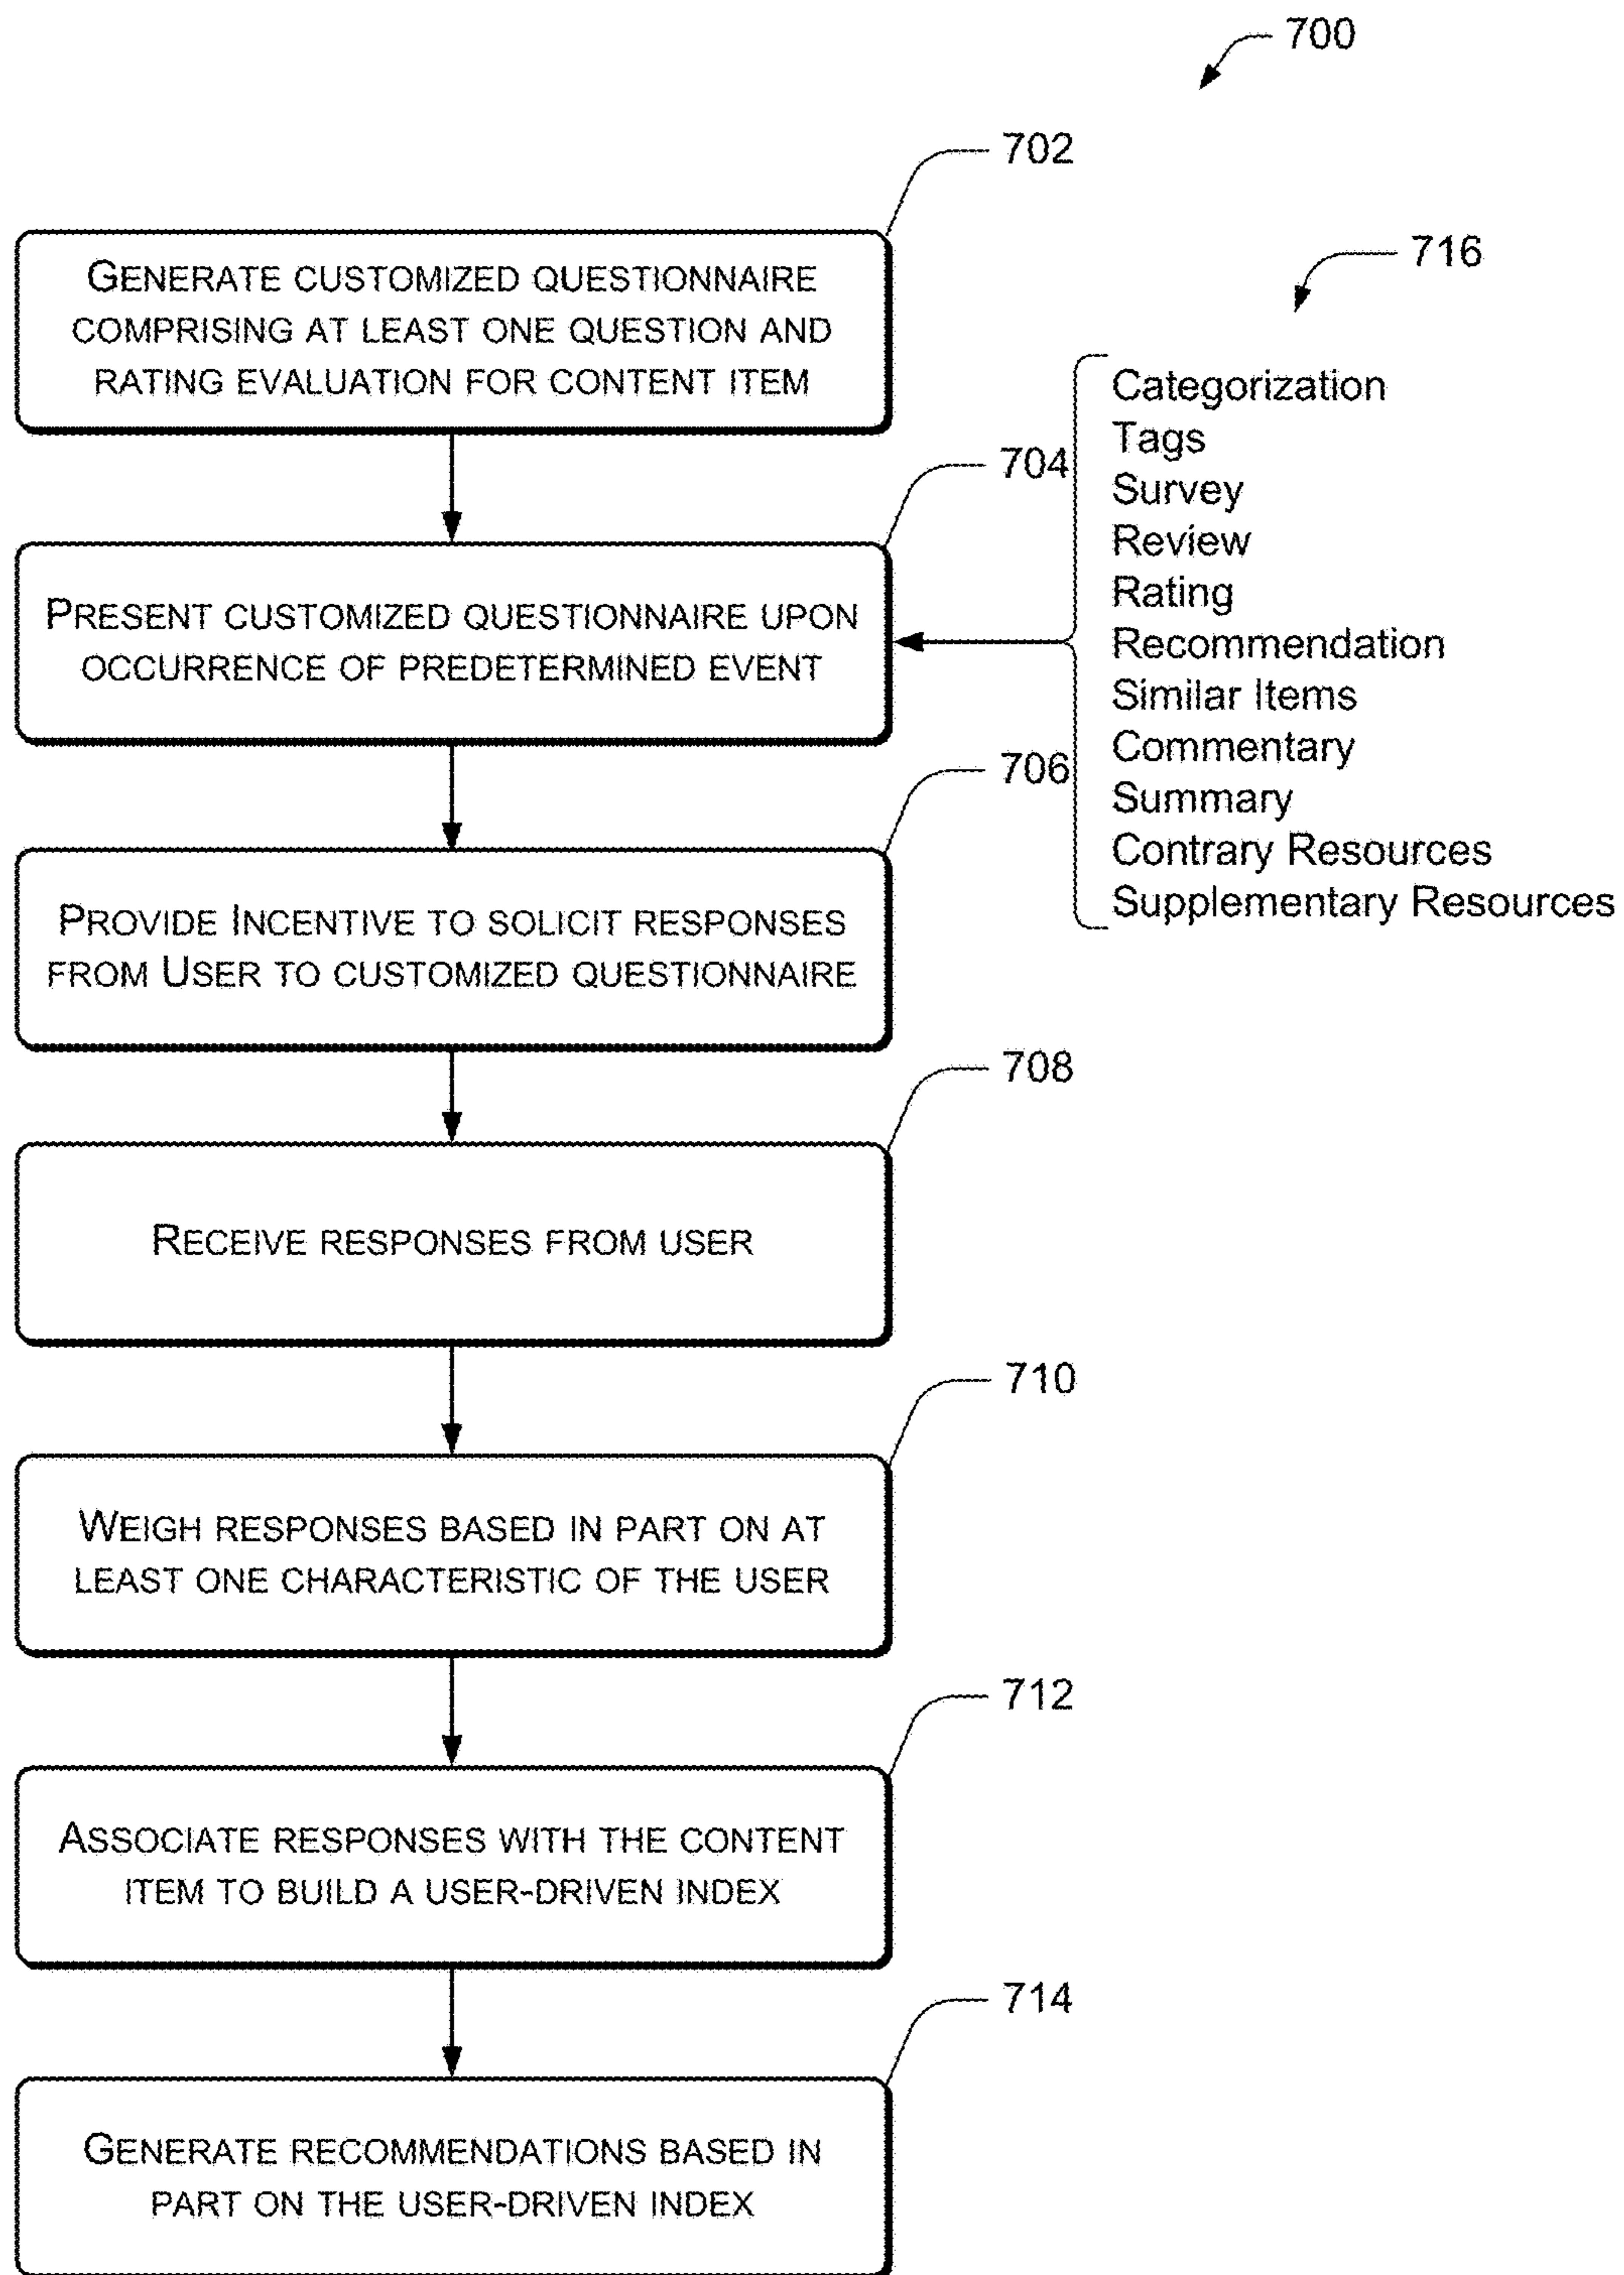 700
702
GENERATE CUSTOMIZED QUESTIONNAIRE
COMPRISING AT LEAST ONE QUESTION AND
RATING EVALUATION FOR CONTENT ITEM
716
Categorization
Tags
Survey
Review
Rating
Recommendation
Similar Items
Commentary
Summary
Contrary Resources
Supplementary Resources
704
PRESENT CUSTOMIZED QUESTIONNAIRE UPON
OCCURRENCE OF PREDETERMINED EVENT
706
PROVIDE INCENTIVE TO SOLICIT RESPONSES
FROM USER TO CUSTOMIZED QUESTIONNAIRE
708
RECEIVE RESPONSES FROM USER
710
WEIGH RESPONSES BASED IN PART ON AT
LEAST ONE CHARACTERISTIC OF THE USER
712
ASSOCIATE RESPONSES WITH THE CONTENT
ITEM TO BUILD A USER-DRIVEN INDEX
714
GENERATE RECOMMENDATIONS BASED IN
PART ON THE USER-DRIVEN INDEX